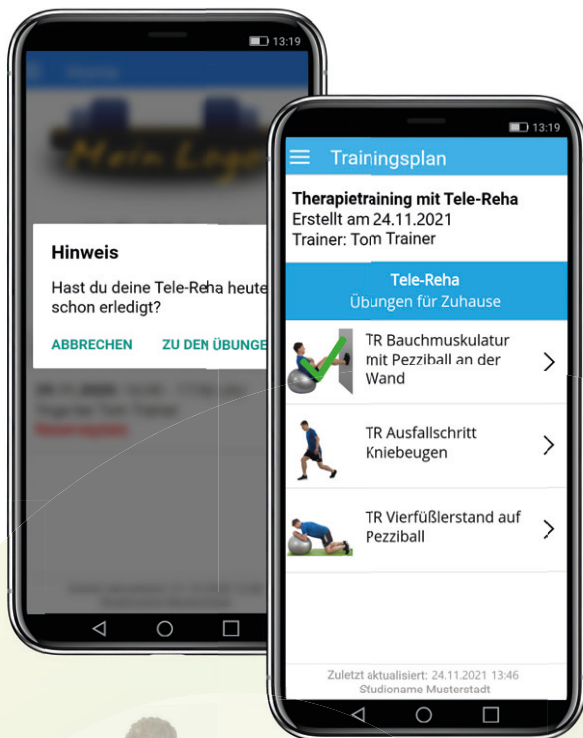 13:19
Home
Mein Logo
Hinweis
Hast du deine Tele-Reha heute
schon erledigt?
ABBRECHEN ZU DEN ÜBUNGE
13:19
Trainingsplan
Therapietraining mit Tele-Reha
Erstellt am 24.11.2021
Trainer: Tom Trainer
Tele-Reha
Übungen für Zuhause
TR Bauchmuskulatur
mit Pezziball an der
Wand
TR Ausfallschritt
Kniebeugen
TR Vierfüßlerstand auf
Pezziball
Zuletzt aktualisiert: 24.11.2021 13:46
Studioname Musterstadt